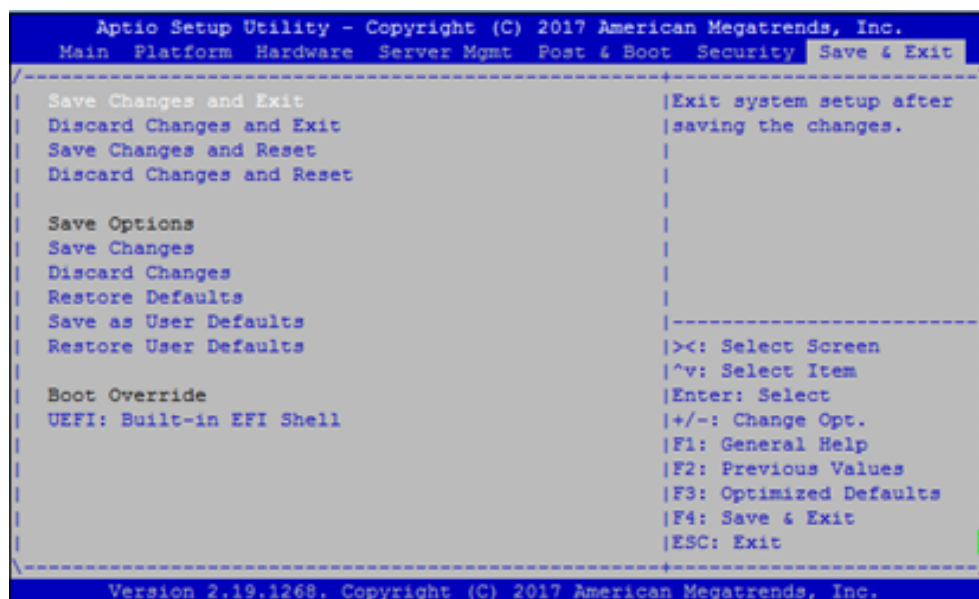 Aptio Setup Utility - Copyright (C) 2017 American Megatrends, Inc.
Main Platform Hardware Server Mgmt Post & Boot Security Save & Exit
Save Changes and Exit
Discard Changes and Exit
Save Changes and Reset
Discard Changes and Reset
Save Options
Save Changes
Discard Changes
Restore Defaults
Save as User Defaults
Restore User Defaults
Boot Override
UEFI: Built-in EFI Shell
Exit system setup after
saving the changes.
><: Select Screen
^v: Select Item
Enter: Select
+/-: Change Opt.
F1: General Help
F2: Previous Values
F3: Optimized Defaults
F4: Save & Exit
ESC: Exit
Version 2.19.1268. Copyright (C) 2017 American Megatrends, Inc.